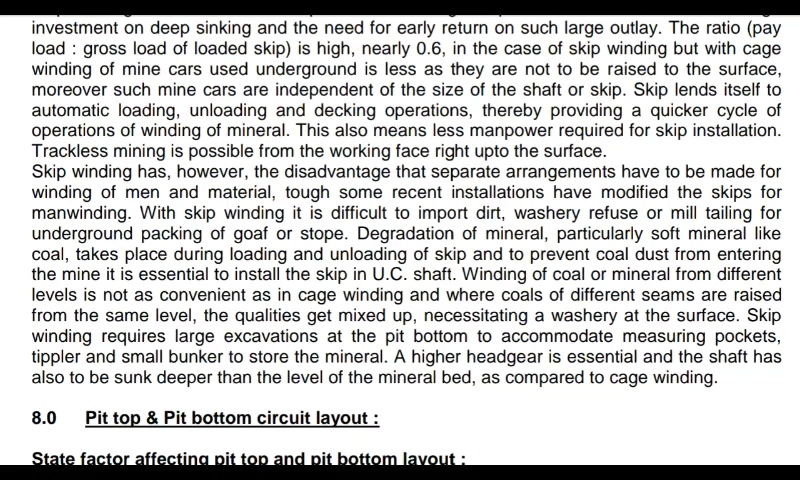 investment on deep sinking and the need for early return on such large outlay. The ratio (pay
load : gross load of loaded skip) is high, nearly 0.6, in the case of skip winding but with cage
winding of mine cars used underground is less as they are not to be raised to the surface,
moreover such mine cars are independent of the size of the shaft or skip. Skip lends itself to
automatic loading, unloading and decking operations, thereby providing a quicker cycle of
operations of winding of mineral. This also means less manpower required for skip installation.
Trackless mining is possible from the working face right upto the surface.
Skip winding has, however, the disadvantage that separate arrangements have to be made for
winding of men and material, tough some recent installations have modified the skips for
manwinding. With skip winding it is difficult to import dirt, washery refuse or mill tailing for
underground packing of goaf or stope. Degradation of mineral, particularly soft mineral like
coal, takes place during loading and unloading of skip and to prevent coal dust from entering
the mine it is essential to install the skip in U.C. shaft. Winding of coal or mineral from different
levels is not as convenient as in cage winding and where coals of different seams are raised
from the same level, the qualities get mixed up, necessitating a washery at the surface. Skip
winding requires large excavations at the pit bottom to accommodate measuring pockets,
tippler and small bunker to store the mineral. A higher headgear is essential and the shaft has
also to be sunk deeper than the level of the mineral bed, as compared to cage winding.
8.0 Pit top & Pit bottom circuit layout :
State factor affecting pit top and pit bottom layout :